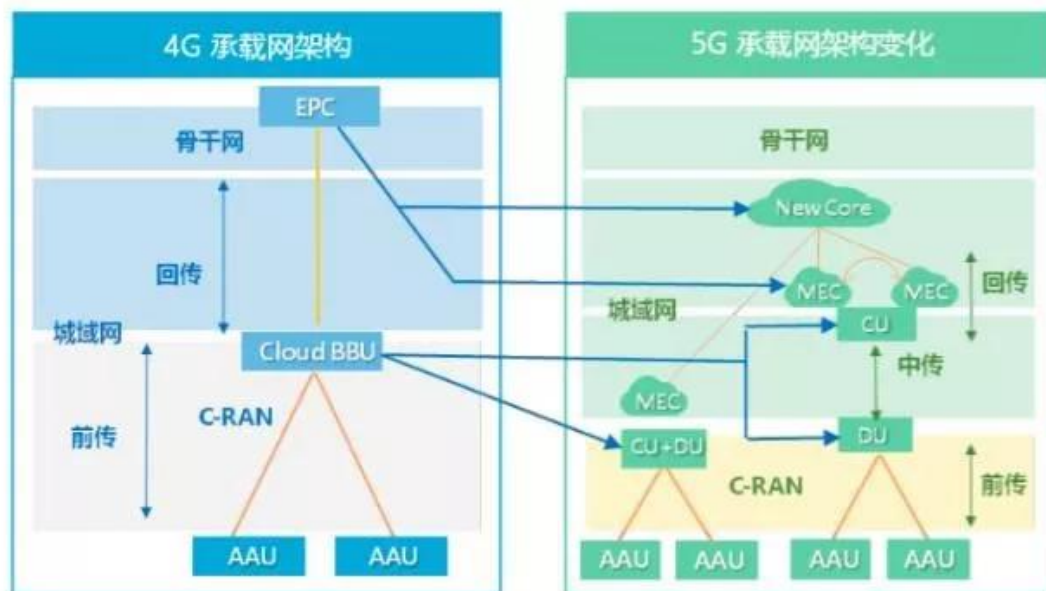 4G 承载网架构
EPC
骨干网
回传
城域网
Cloud BBU
C-RAN
前传
AAU
AAU
5G 承载网架构变化
骨干网
New Core
MEC
MEC
回传
城域网
CU
中传
MEC
CU+DU
DU
C-RAN
前传
AAU
AAU
AAU
AAU